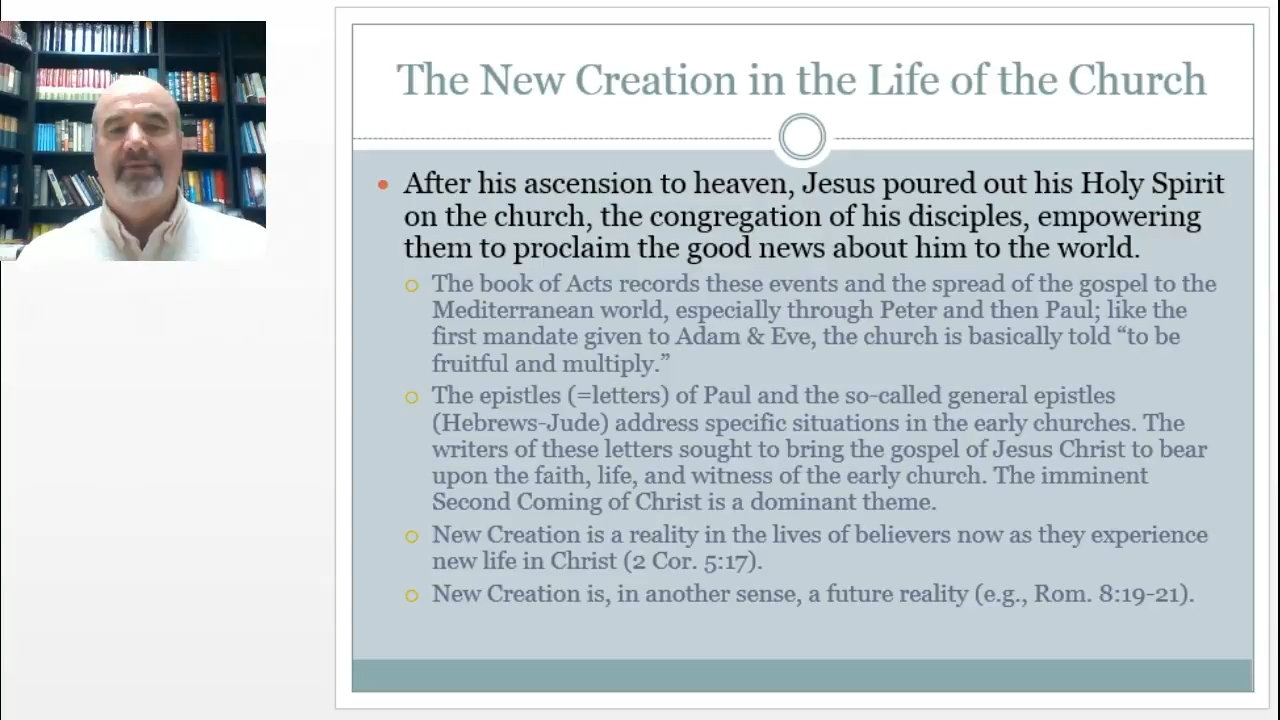 The New Creation in the Life of the Church
• After his ascension to heaven, Jesus poured out his Holy Spirit
on the church, the congregation of his disciples, empowering
them to proclaim the good news about him to the world.
The book of Acts records these events and the spread of the gospel to the
Mediterranean world, especially through Peter and then Paul; like the
first mandate given to Adam & Eve, the church is basically told “to be
fruitful and multiply.”
The epistles (=letters) of Paul and the so-called general epistles
(Hebrews-Jude) address specific situations in the early churches. The
writers of these letters sought to bring the gospel of Jesus Christ to bear
upon the faith, life, and witness of the early church. The imminent
Second Coming of Christ is a dominant theme.
New Creation is a reality in the lives of believers now as they experience
new life in Christ (2 Cor. 5:17).
New Creation is, in another sense, a future reality (e.g., Rom. 8:19-21).